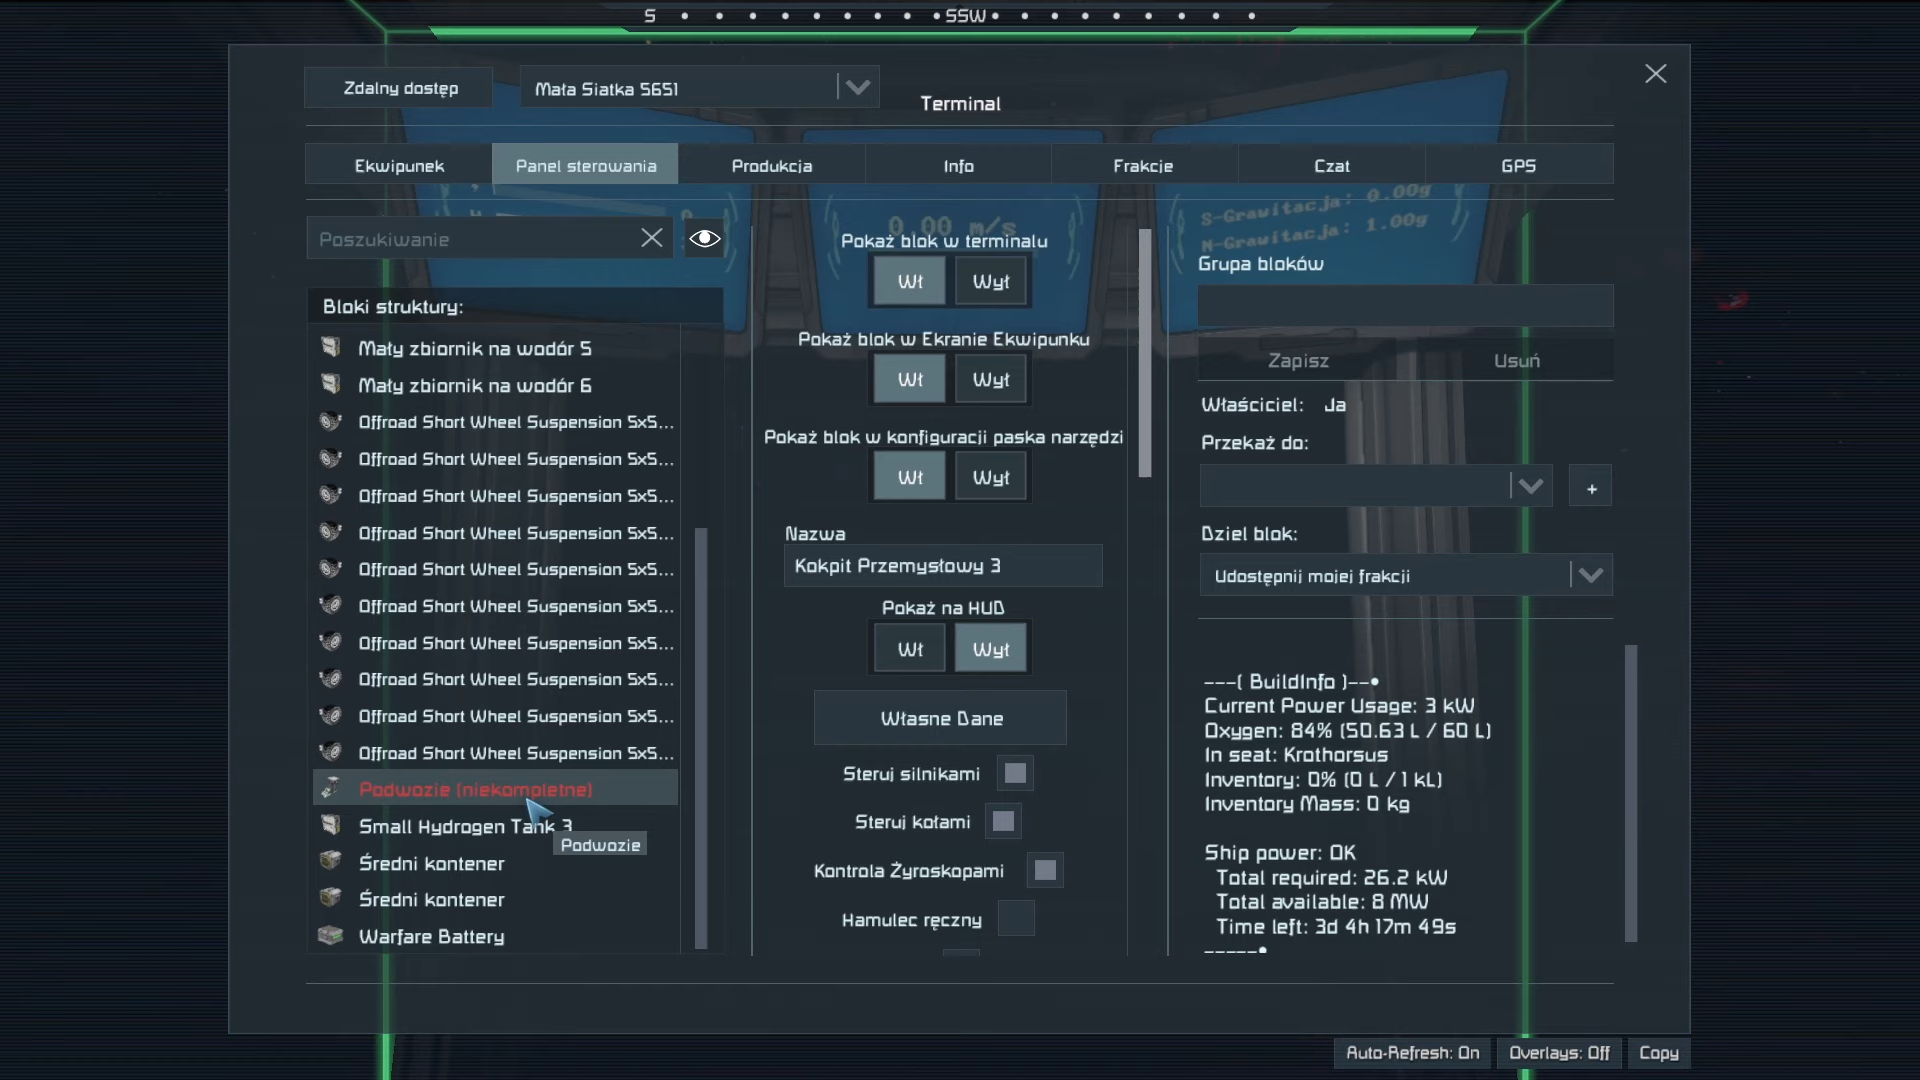 S
SSW
Zdalny dostęp
Mała Siatka 5651
Terminal
Ekwipunek
Panel sterowania
Produkcja
Info
Frakcje
Czat
GPS
0.00 m/s
S-Grawitacja: 0.00g
N-Grawitacja: 1.00g
Poszukiwanie
Bloki struktury:
Mały zbiornik na wodór 5
Mały zbiornik na wodór 6
Offroad Short Wheel Suspension 5x5...
Offroad Short Wheel Suspension 5x5...
Offroad Short Wheel Suspension 5x5...
Offroad Short Wheel Suspension 5x5...
Offroad Short Wheel Suspension 5x5...
Offroad Short Wheel Suspension 5x5...
Offroad Short Wheel Suspension 5x5...
Offroad Short Wheel Suspension 5x5...
Offroad Short Wheel Suspension 5x5...
Offroad Short Wheel Suspension 5x5...
Podwozie (niekompletne)
Small Hydrogen Tank 3
Podwozie
Średni kontener
Średni kontener
Warfare Battery
Pokaż blok w terminalu
Wł
Wył
Pokaż blok w Ekranie Ekwipunku
Wł
Wył
Pokaż blok w konfiguracji paska narzędzi
Wł
Wył
Nazwa
Kokpit Przemysłowy 3
Pokaż na HUD
Wł
Wył
Własne Dane
Steruj silnikami
Steruj kołami
Kontrola Żyroskopami
Hamulec ręczny
Grupa bloków
Zapisz
Usuń
Właściciel: Ja
Przekaż do:
+
Dziel blok:
Udostępnij mojej frakcji
---( BuildInfo )--•
Current Power Usage: 3 kW
Oxygen: 84% (50.63 L / 60 L)
In seat: Krothorsus
Inventory: 0% (0 L / 1 kL)
Inventory Mass: 0 kg
Ship power: OK
Total required: 26.2 kW
Total available: 8 MW
Time left: 3d 4h 17m 49s
-----•
Auto-Refresh: On
Overlays: Off
Copy